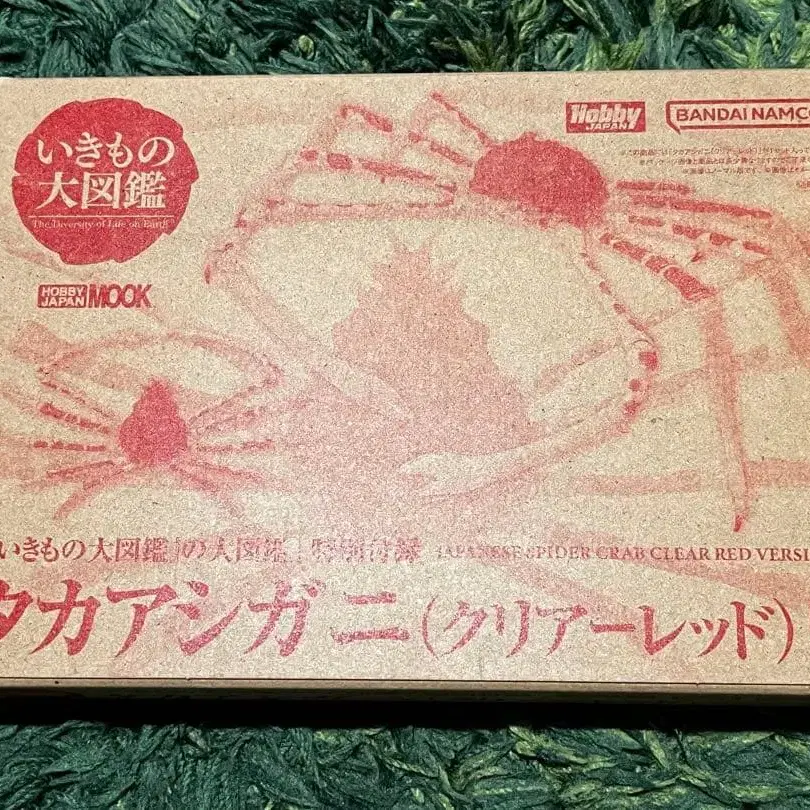 いきもの
大図鑑
The Diversity of Life on Earth
HOBBY
JAPAN MOOK
Hobby
JAPAN
BANDAI NAMCO
いきもの大図鑑」の大図鑑」特別付録 JAPANESE SPIDER CRAB CLEAR RED VERSI
タカアシガニ(クリアーレッド)